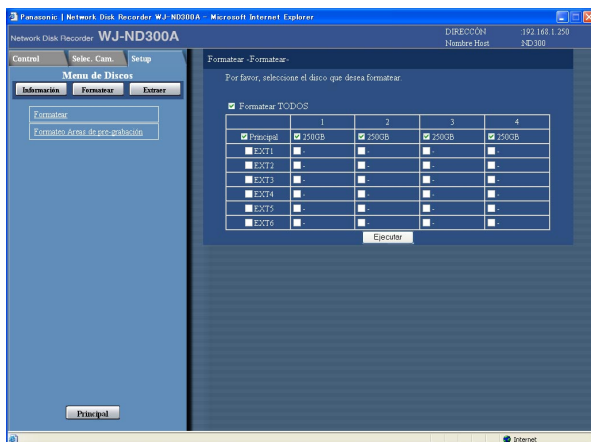 Panasonic | Network Disk Recorder WJ-ND300A - Microsoft Internet Explorer
Network Disk Recorder WJ-ND300A
DIRECCÓN :192.168.1.250
Nombre Host ND300
Control Selec. Cam. Setup
Menu de Discos
Información Formatear Extraer
Formatear
Formateo Areas de pre-grabación
Principal
Formatear -Formatear-
Por favor, seleccione el disco que desea formatear.
Formatear TODOS
1 2 3 4
Principal 250GB 250GB 250GB 250GB
EXT1 - - - -
EXT2 - - - -
EXT3 - - - -
EXT4 - - - -
EXT5 - - - -
EXT6 - - - -
Ejecutar
Internet